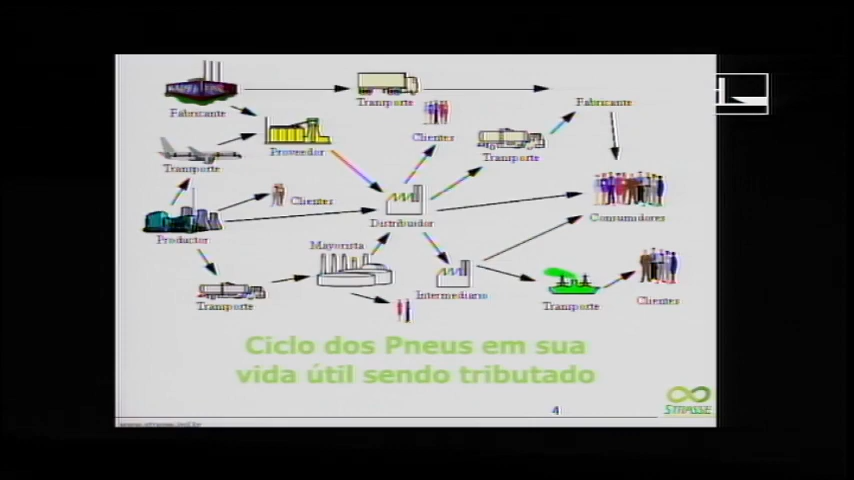 Transporte
Fabricante
Fabricante
Clientes
Proveedor
Transporte
Transporte
Clientes
Consumidores
Distribuidor
Productor
Mayorista
Intermediario
Transporte
Transporte
Clientes
Ciclo dos Pneus em sua
vida útil sendo tributado
4
STRASSE